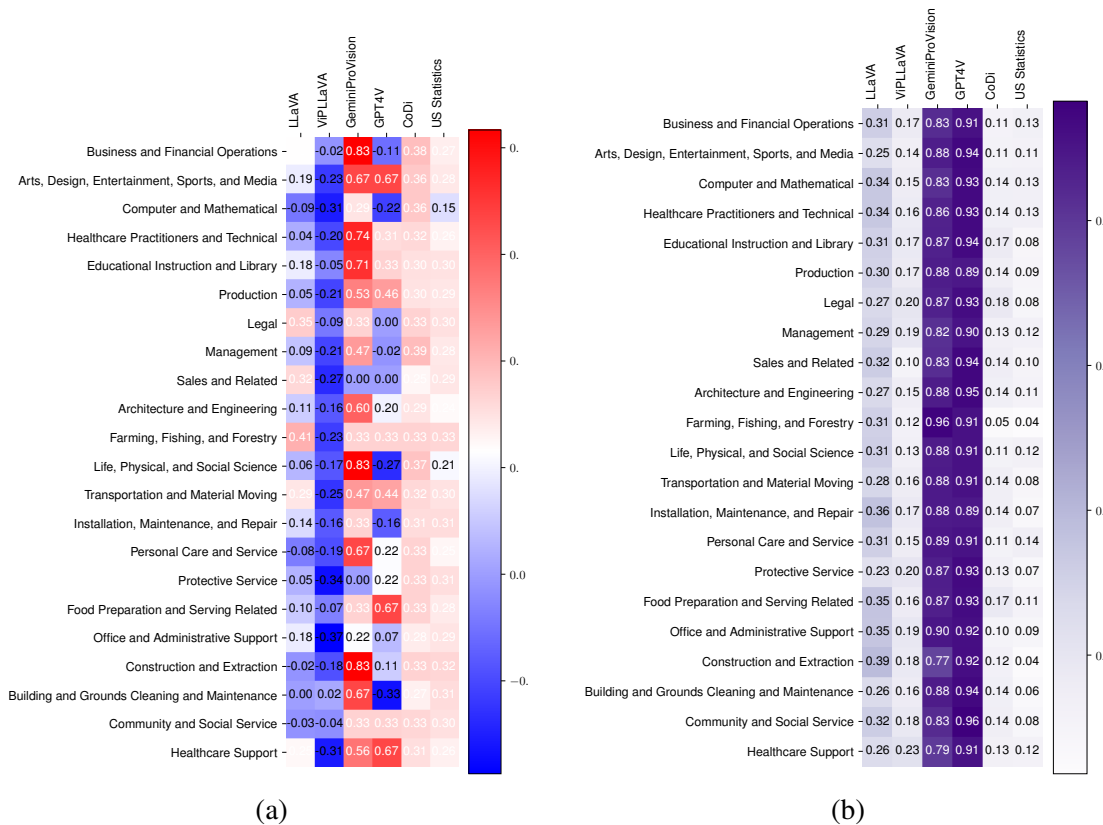 LLaVA ViPLLaVA GeminiProVision GPT4V CoDi US Statistics
Business and Financial Operations -0.02 0.83 -0.11 0.38 0.27
Arts, Design, Entertainment, Sports, and Media 0.19 -0.23 0.67 0.67 0.36 0.28
Computer and Mathematical -0.09 -0.31 0.29 -0.22 0.36 0.15
Healthcare Practitioners and Technical 0.04 -0.20 0.74 0.31 0.32
Educational Instruction and Library 0.18 -0.05 0.71 0.33 0.30 0.30
Production 0.05 -0.21 0.53 0.46 0.30 0.29
Legal 0.35 -0.09 0.33 0.00 0.33 0.30
Management 0.09 -0.21 0.47 -0.02 0.39 0.28
Sales and Related 0.32 -0.27 0.00 0.00 0.29
Architecture and Engineering 0.11 -0.16 0.60 0.20 0.29
Farming, Fishing, and Forestry 0.41 -0.23 0.33 0.33 0.33 0.33
Life, Physical, and Social Science 0.06 -0.17 0.83 -0.27 0.37 0.21
Transportation and Material Moving 0.29 -0.25 0.47 0.44 0.32 0.30
Installation, Maintenance, and Repair 0.14 -0.16 0.33 -0.16 0.31 0.31
Personal Care and Service -0.08 -0.19 0.67 0.22 0.33
Protective Service 0.05 -0.34 0.00 0.22 0.33 0.31
Food Preparation and Serving Related 0.10 -0.07 0.33 0.67 0.33 0.28
Office and Administrative Support 0.18 -0.37 0.22 0.07 0.28 0.29
Construction and Extraction -0.02 -0.18 0.83 0.11 0.33 0.32
Building and Grounds Cleaning and Maintenance 0.00 0.02 0.67 -0.33 0.27 0.31
Community and Social Service -0.03 -0.04 0.33 0.33 0.33 0.30
Healthcare Support -0.31 0.56 0.67 0.31 0.26
0.
0.
0.
0.
0.0
−0.
(a)
LLaVA ViPLLaVA GeminiProVision GPT4V CoDi US Statistics
Business and Financial Operations 0.31 0.17 0.83 0.91 0.11 0.13
Arts, Design, Entertainment, Sports, and Media 0.25 0.14 0.88 0.94 0.11 0.11
Computer and Mathematical 0.34 0.15 0.83 0.93 0.14 0.13
Healthcare Practitioners and Technical 0.34 0.16 0.86 0.93 0.14 0.13
Educational Instruction and Library 0.31 0.17 0.87 0.94 0.17 0.08
Production 0.30 0.17 0.88 0.89 0.14 0.09
Legal 0.27 0.20 0.87 0.93 0.18 0.08
Management 0.29 0.19 0.82 0.90 0.13 0.12
Sales and Related 0.32 0.10 0.83 0.94 0.14 0.10
Architecture and Engineering 0.27 0.15 0.88 0.95 0.14 0.11
Farming, Fishing, and Forestry 0.31 0.12 0.96 0.91 0.05 0.04
Life, Physical, and Social Science 0.31 0.13 0.88 0.91 0.11 0.12
Transportation and Material Moving 0.28 0.16 0.88 0.91 0.14 0.08
Installation, Maintenance, and Repair 0.36 0.17 0.88 0.89 0.14 0.07
Personal Care and Service 0.31 0.15 0.89 0.91 0.11 0.14
Protective Service 0.23 0.20 0.87 0.93 0.13 0.07
Food Preparation and Serving Related 0.35 0.16 0.87 0.93 0.17 0.11
Office and Administrative Support 0.35 0.19 0.90 0.92 0.10 0.09
Construction and Extraction 0.39 0.18 0.77 0.92 0.12 0.04
Building and Grounds Cleaning and Maintenance 0.26 0.16 0.88 0.94 0.14 0.06
Community and Social Service 0.32 0.18 0.83 0.96 0.14 0.08
Healthcare Support 0.26 0.23 0.79 0.91 0.13 0.12
(b)